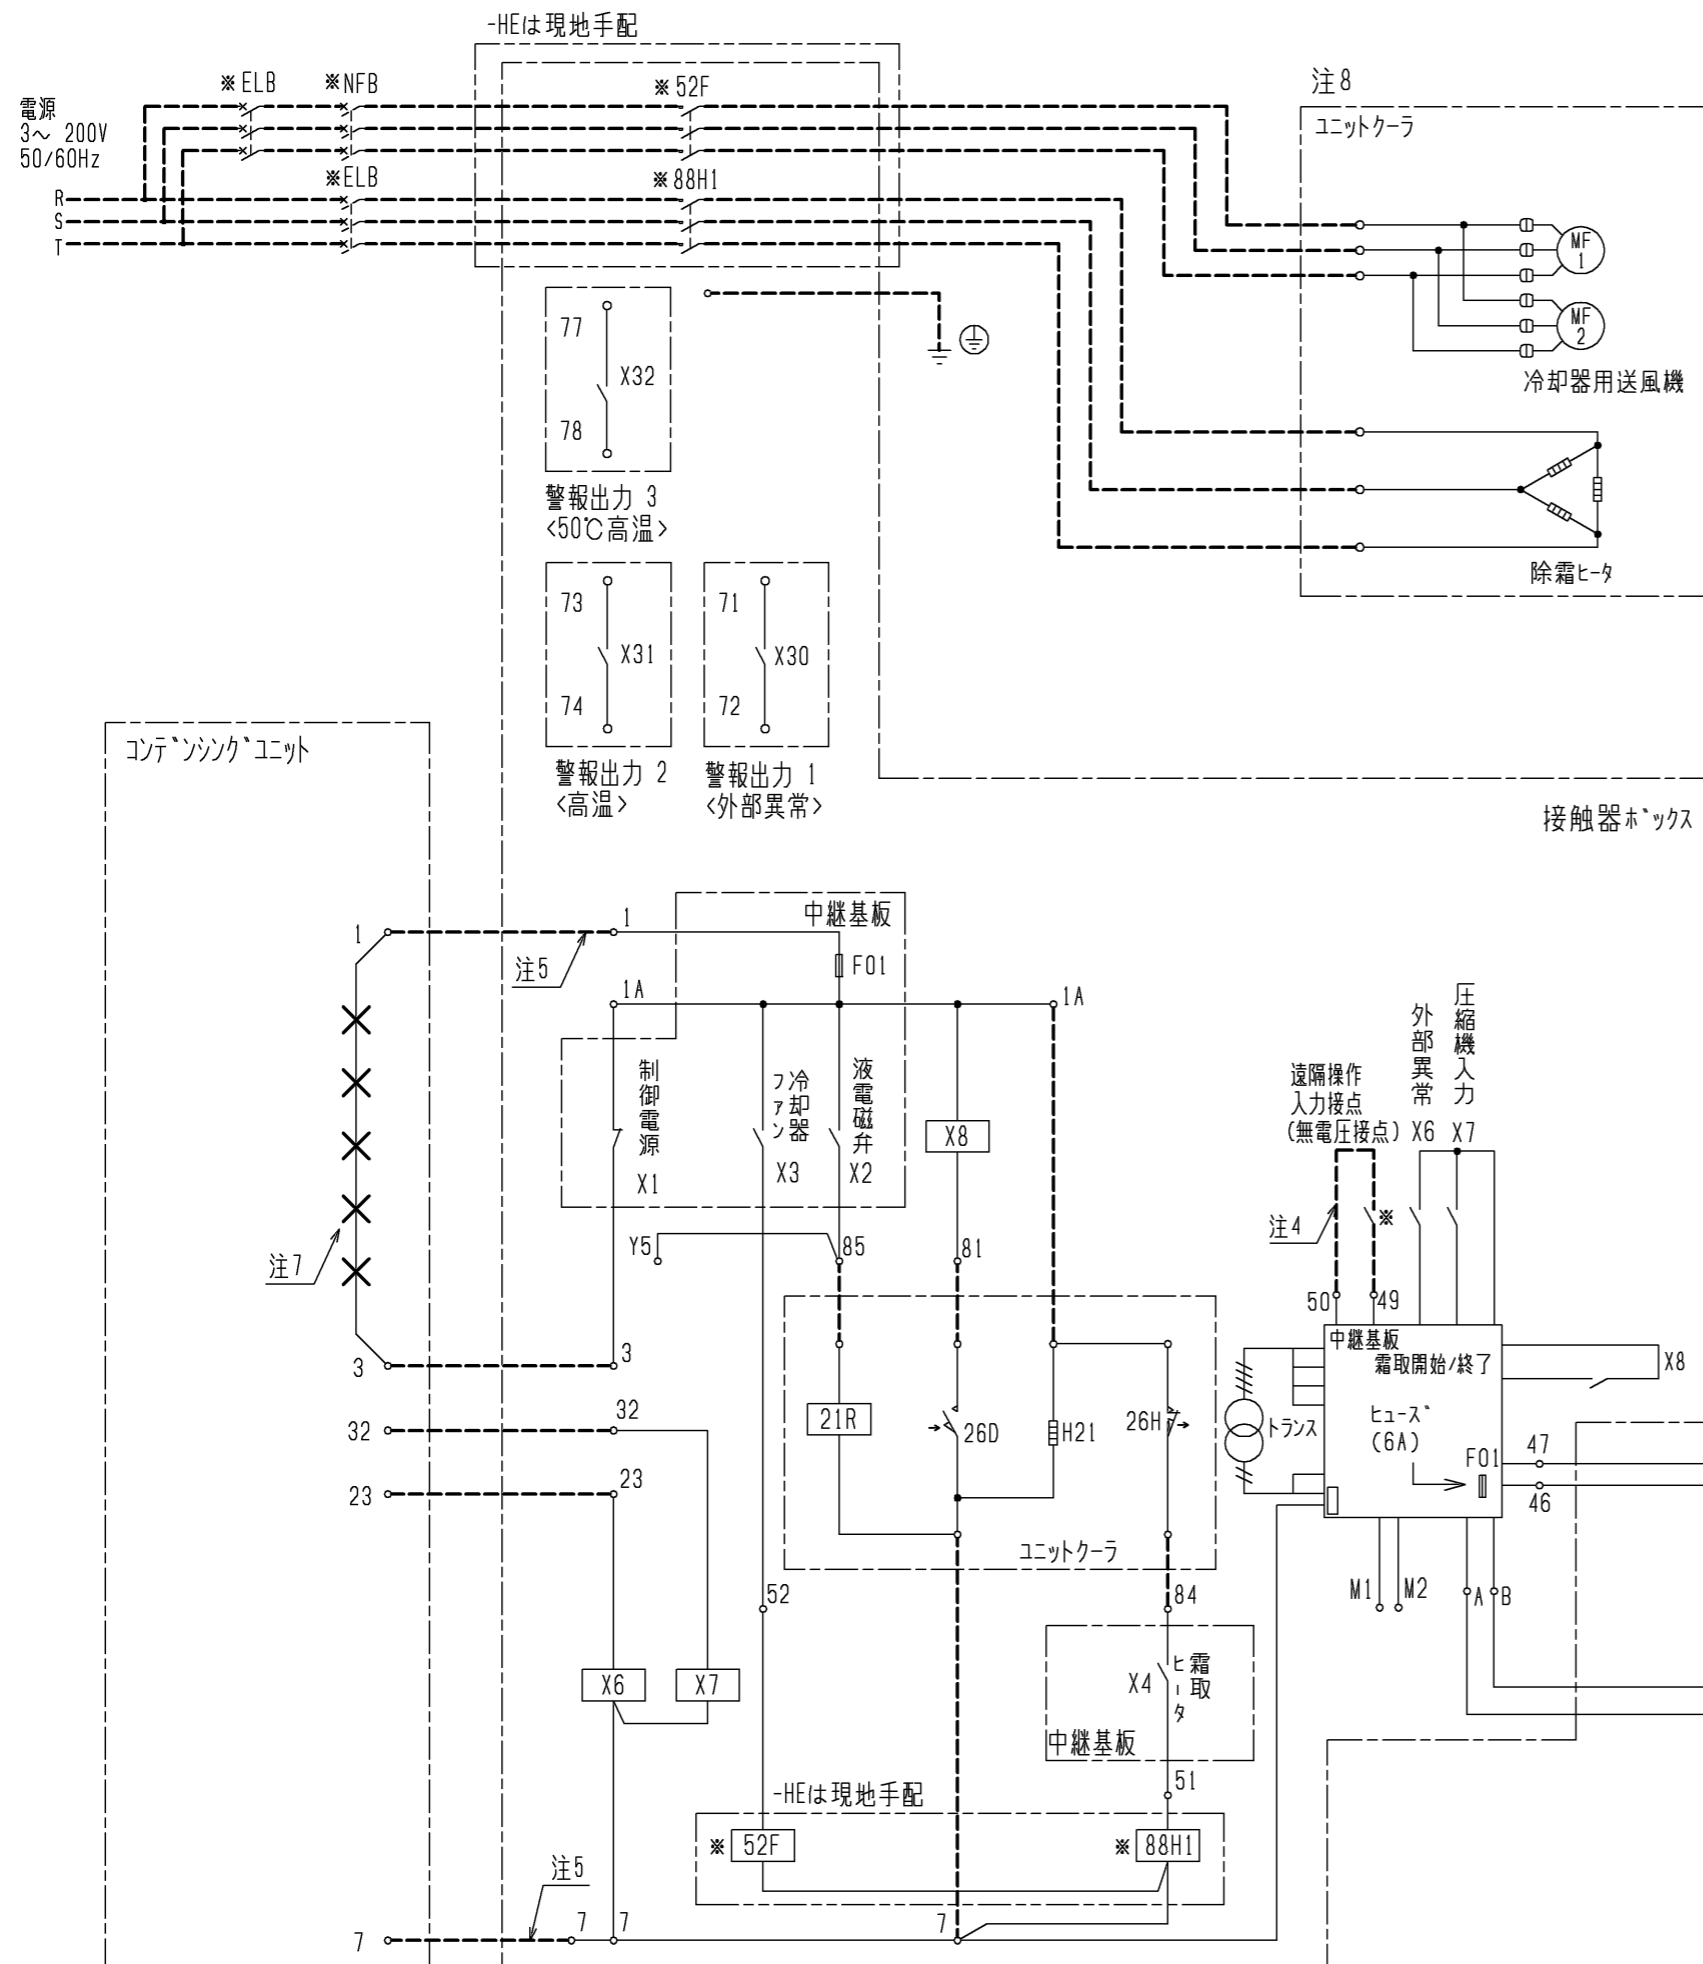 -HEは現地手配
※ELB
※NFB
※52F
電源
3～ 200V
50/60Hz
※ELB
※88H1
R
S
T
注8
ユニットクーラ
MF
1
MF
2
冷却器用送風機
除霜ヒータ
77
X32
78
警報出力 3
<50℃高温>
73
X31
74
警報出力 2
<高温>
71
X30
72
警報出力 1
<外部異常>
接触器ボックス
コンデンシングユニット
1
1
注5
中継基板
F01
1A
1A
制御電源
X1
冷却器ファン
X3
液電磁弁
X2
X8
Y5
85
81
注7
3
3
32
32
23
23
21R
26D
H21
26H
ユニットクーラ
遠隔操作
入力接点
(無電圧接点)
外部異常
X6
圧縮機入力
X7
注4
※
50
49
中継基板
霜取開始/終了
X8
トランス
ヒューズ
(6A)
F01
47
46
M1
M2
A
B
52
84
X6
X7
X4
霜取ヒータ
中継基板
51
-HEは現地手配
※
52F
※
88H1
注5
7
7
7
7